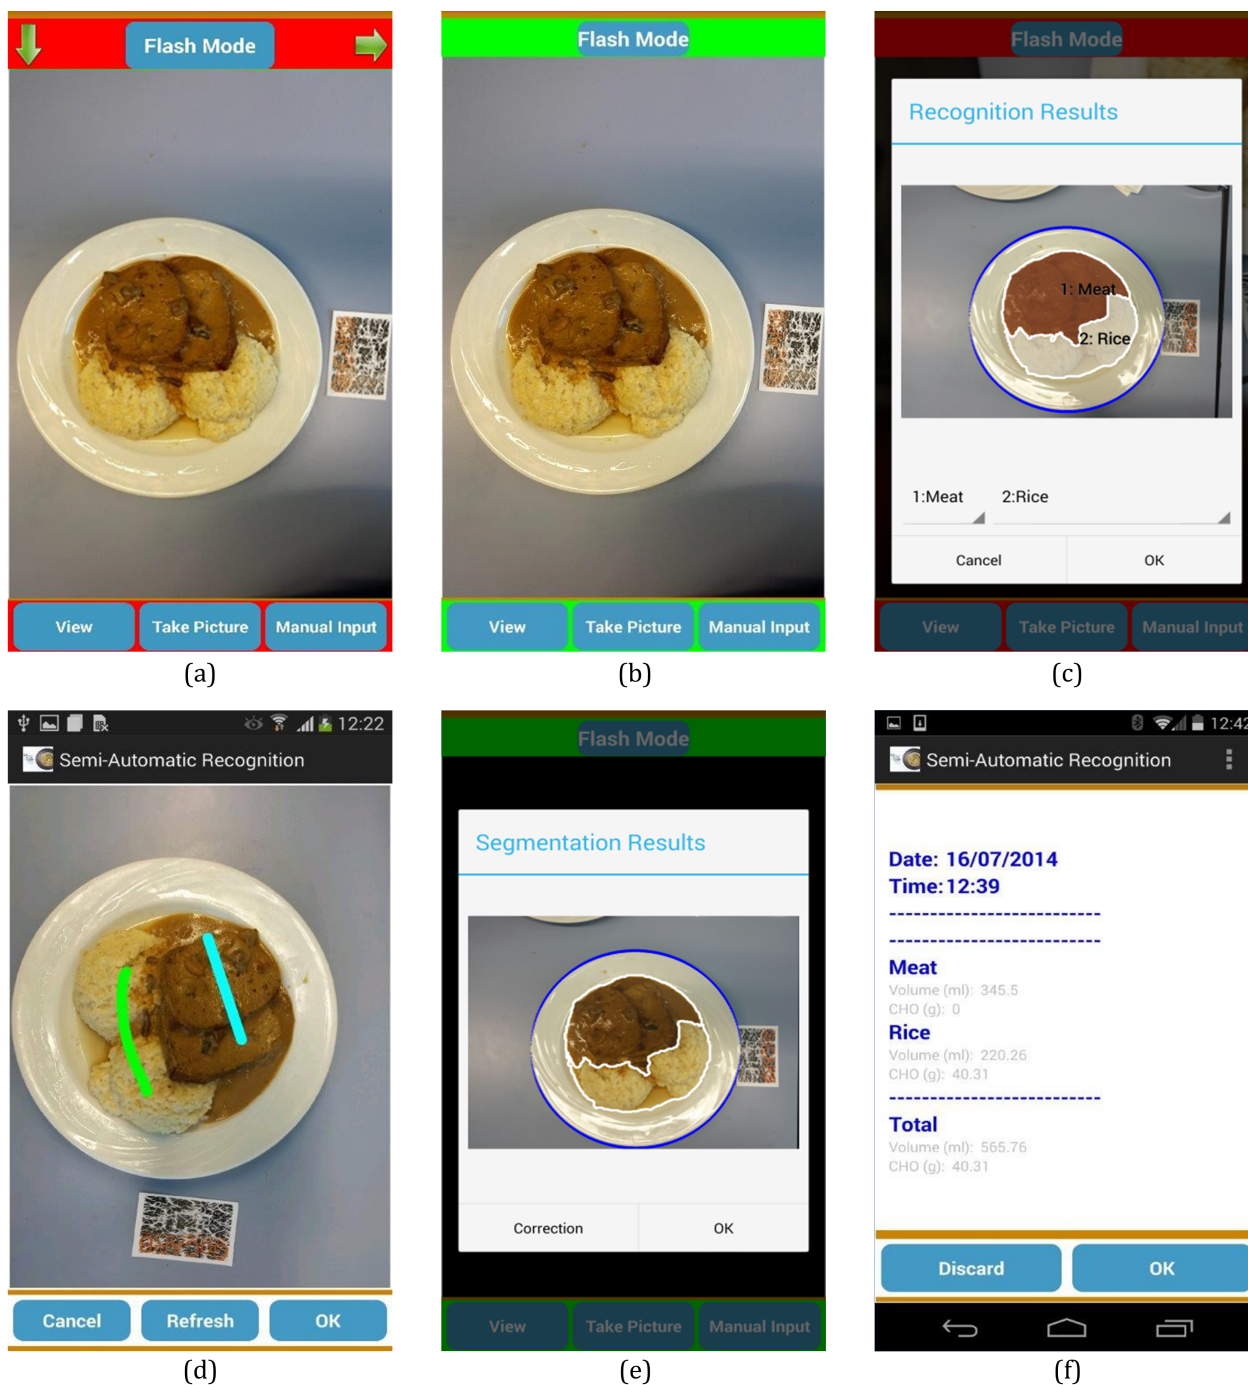 Flash Mode
View Take Picture Manual Input
(a)
Flash Mode
View Take Picture Manual Input
(b)
Flash Mode
Recognition Results
1: Meat
2: Rice
1:Meat 2:Rice
Cancel OK
View Take Picture Manual Input
(c)
12:22
Semi-Automatic Recognition
Cancel Refresh OK
(d)
Flash Mode
Segmentation Results
Correction OK
View Take Picture Manual Input
(e)
12:42
Semi-Automatic Recognition
Date: 16/07/2014
Time:12:39
--------------------------
--------------------------
Meat
Volume (ml): 345.5
CHO (g): 0
Rice
Volume (ml): 220.26
CHO (g): 40.31
--------------------------
Total
Volume (ml): 565.76
CHO (g): 40.31
Discard OK
(f)